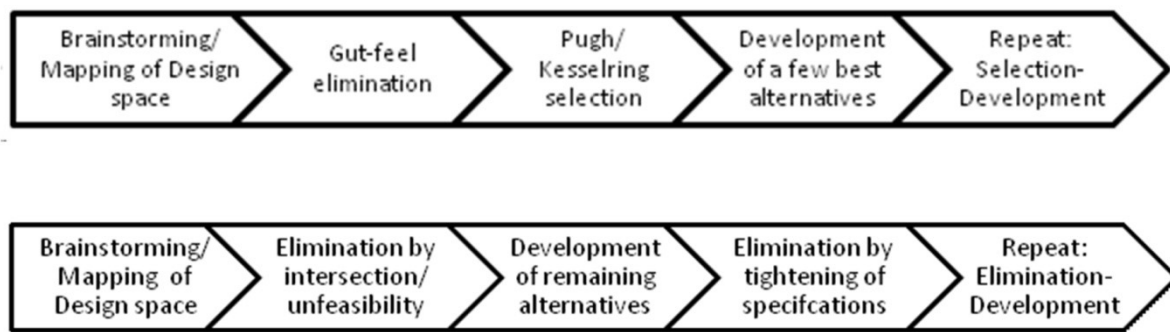 Brainstorming/
Mapping of Design
space
Gut-feel
elimination
Pugh/
Kesselring
selection
Development
of a few best
alternatives
Repeat:
Selection-
Development
Brainstorming/
Mapping of
Design space
Elimination by
intersection/
unfeasibility
Development
of remaining
alternatives
Elimination by
tightening of
specifcations
Repeat:
Elimination-
Development